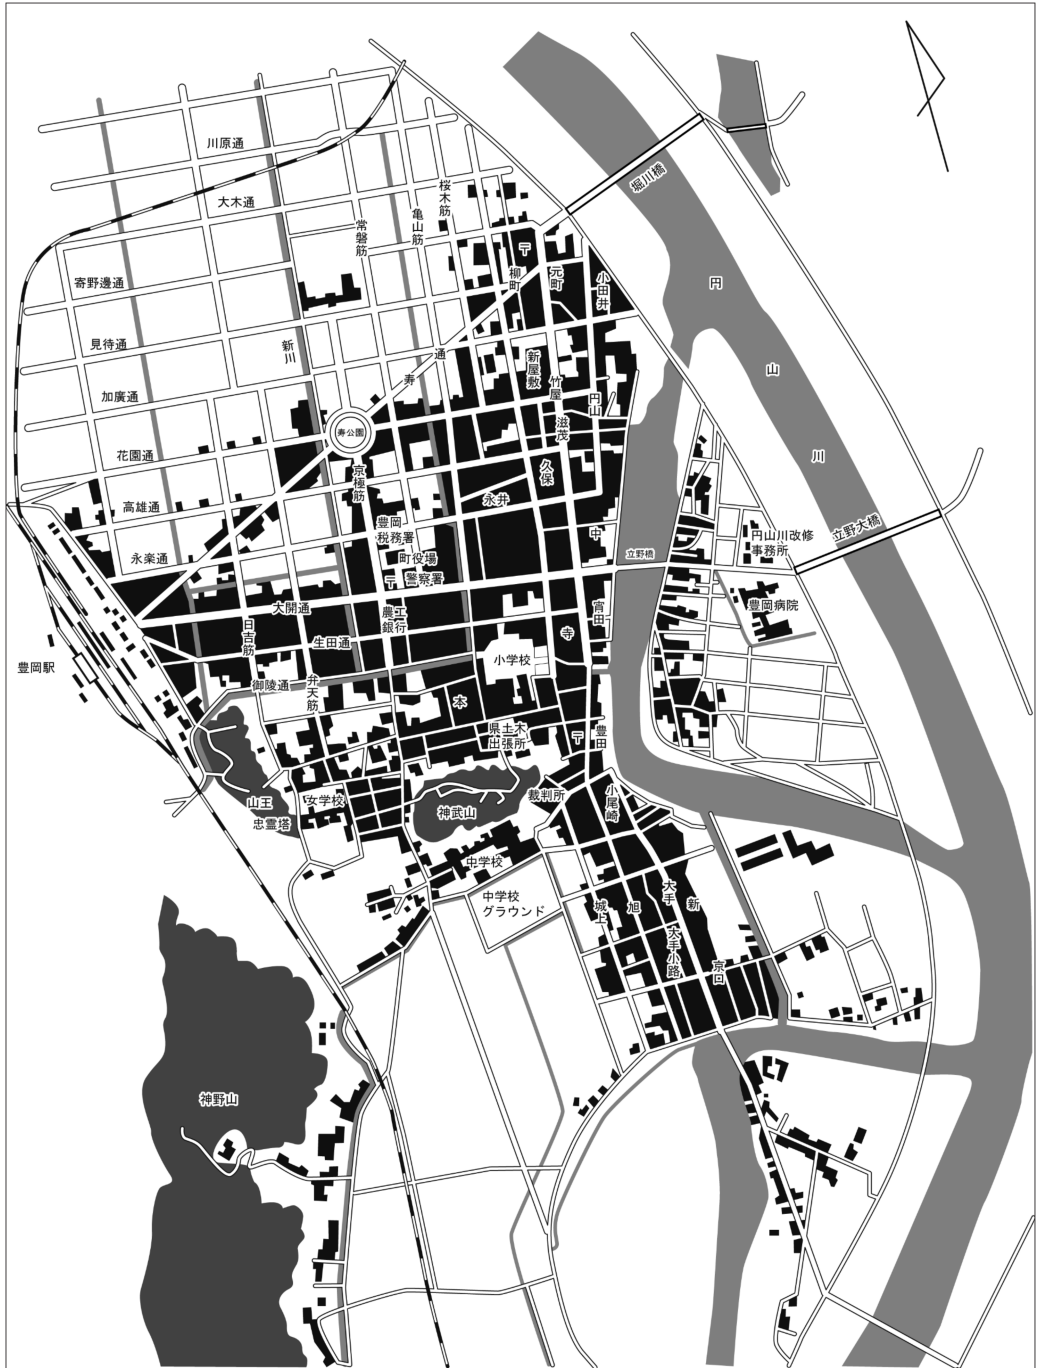 川原通
大木通
桜木筋
亀山筋
常磐筋
堀川橋
寄野邊通
柳町
元町
小田井
円
山
川
見待通
新川
通
寿
新屋敷
竹屋
加廣通
円山
滋茂
寿公園
花園通
京極筋
久保
永井
高雄通
豊岡
税務署
中
円山川改修
事務所
立野大橋
永楽通
町役場
立野橋
〒
警察署
豊岡病院
大開通
農工
銀行
宵田
日吉筋
生田通
寺
豊岡駅
小学校
御陵通
弁天筋
本
県土木
出張所
〒
豊田
山王
女学校
神武山
裁判所
小尾崎
忠霊塔
中学校
中学校
グラウンド
城上
旭
大手
新
大手小路
京口
神野山
〒